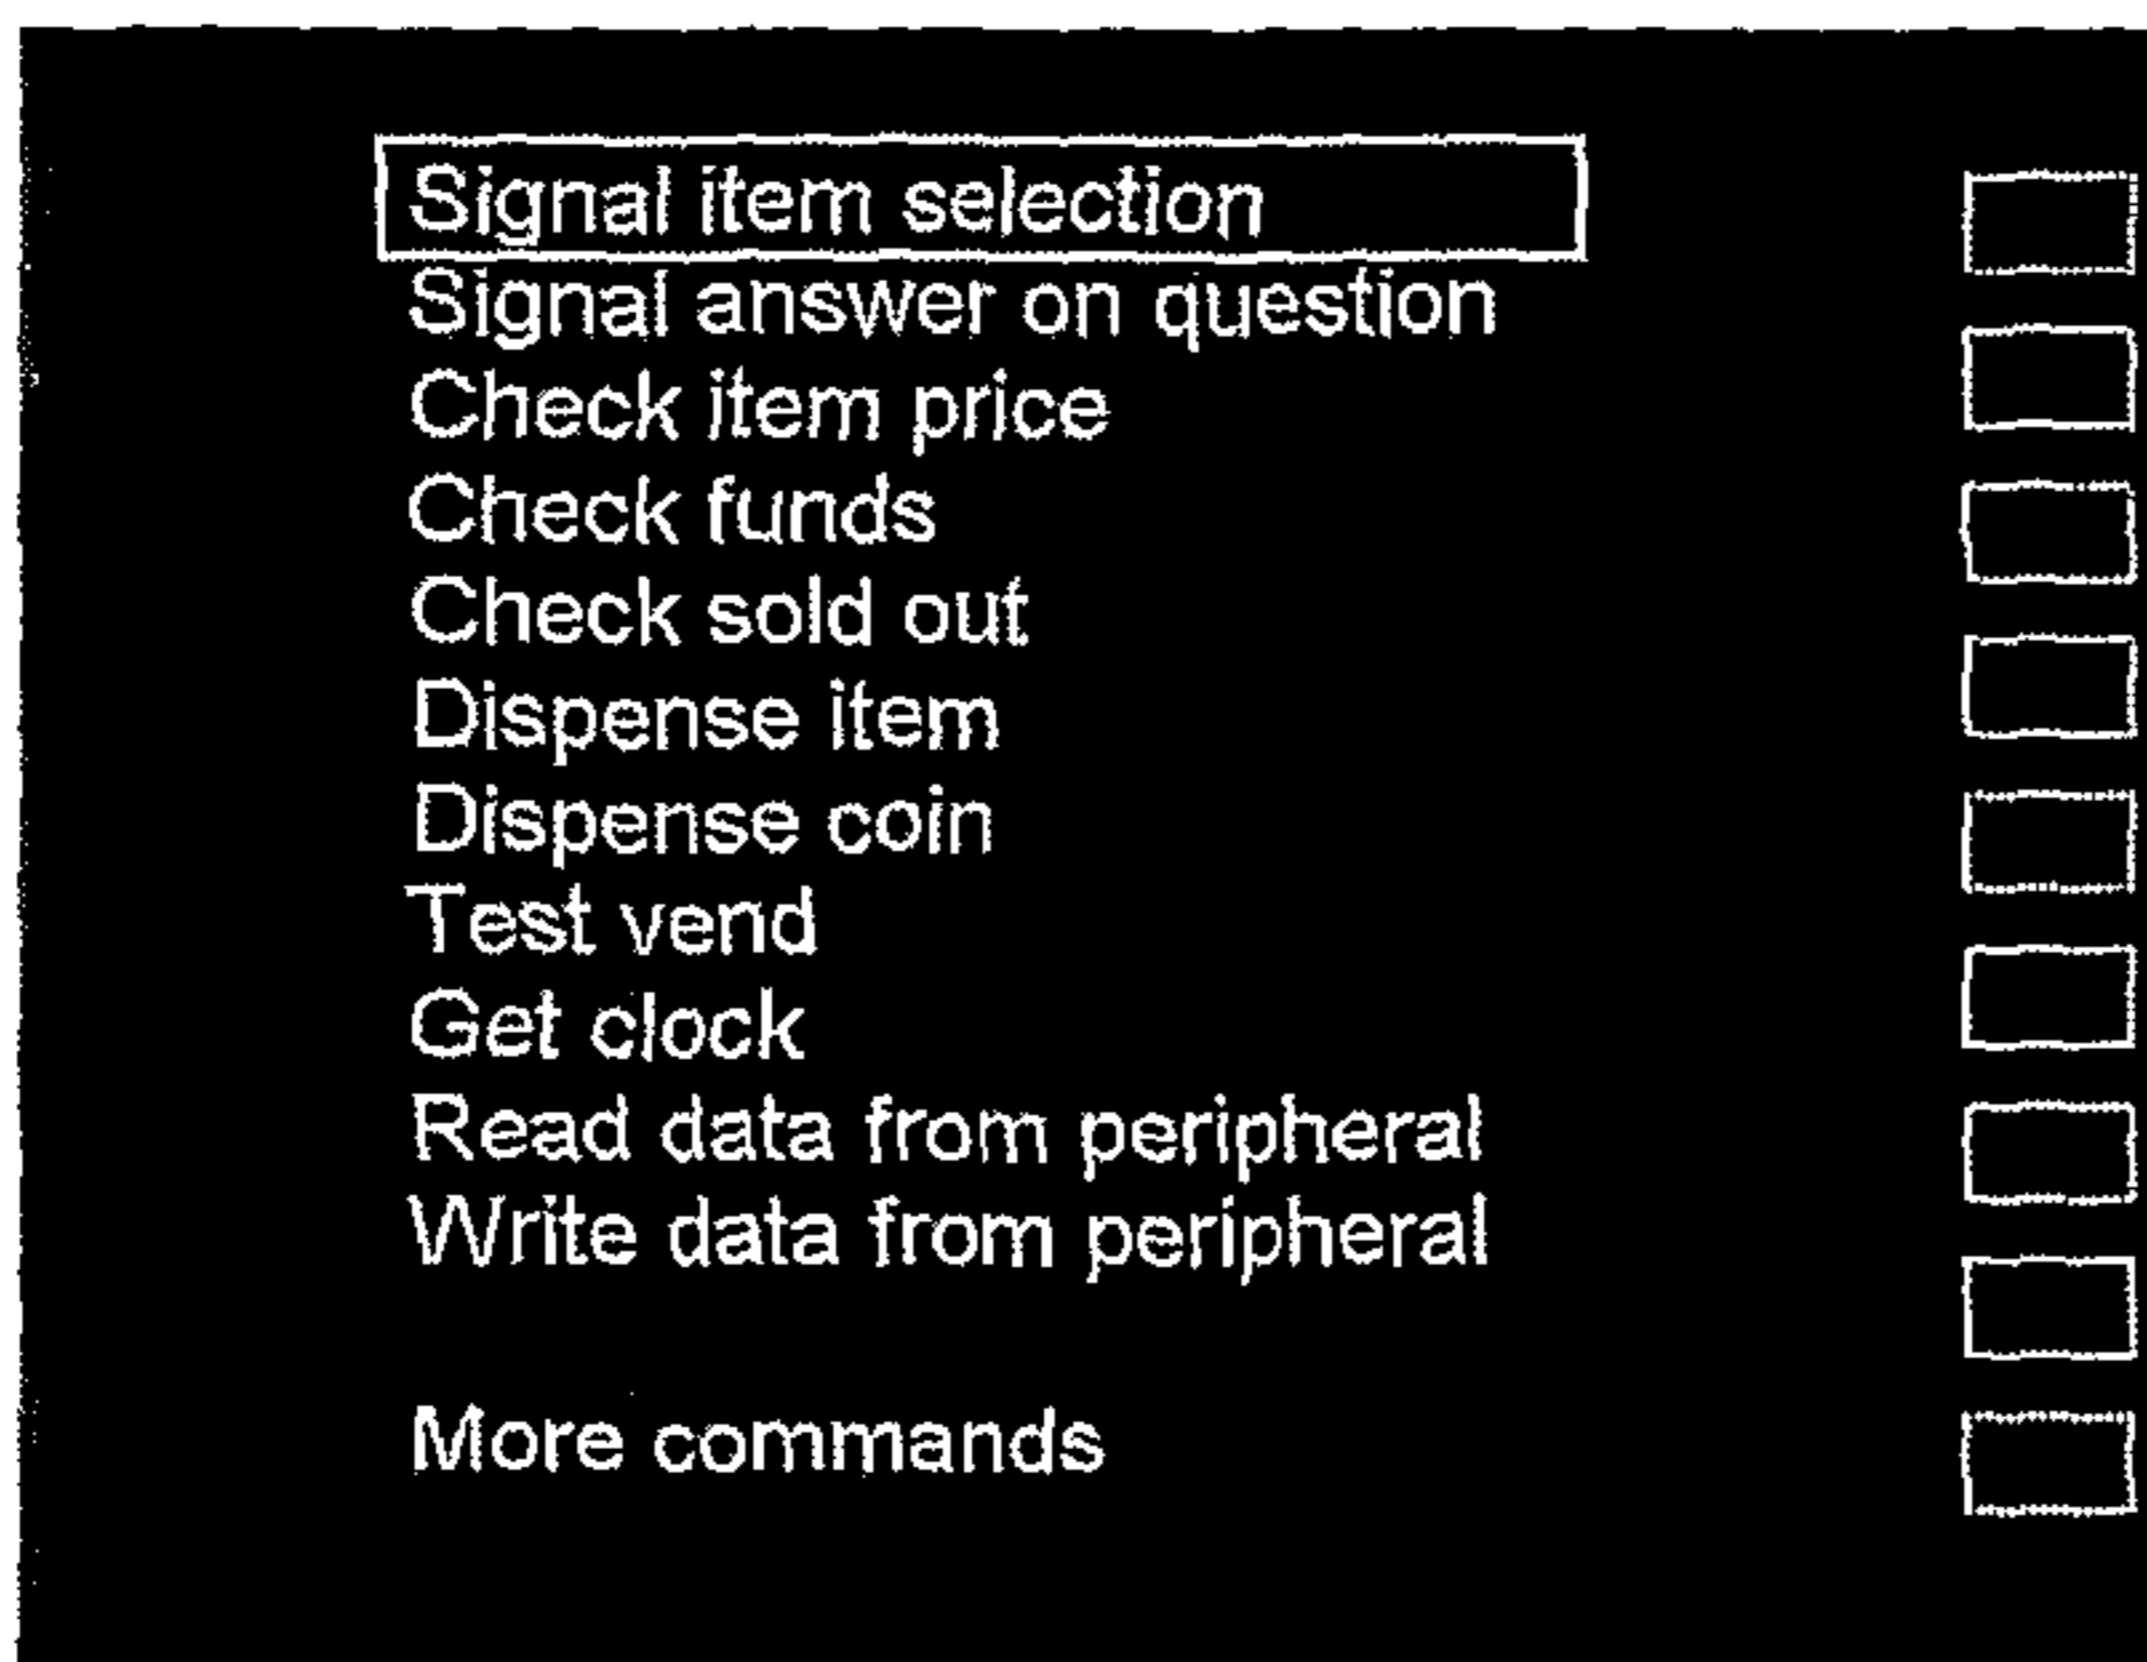 Signal item selection
Signal answer on question
Check item price
Check funds
Check sold out
Dispense item
Dispense coin
Test vend
Get clock
Read data from peripheral
Write data from peripheral
More commands